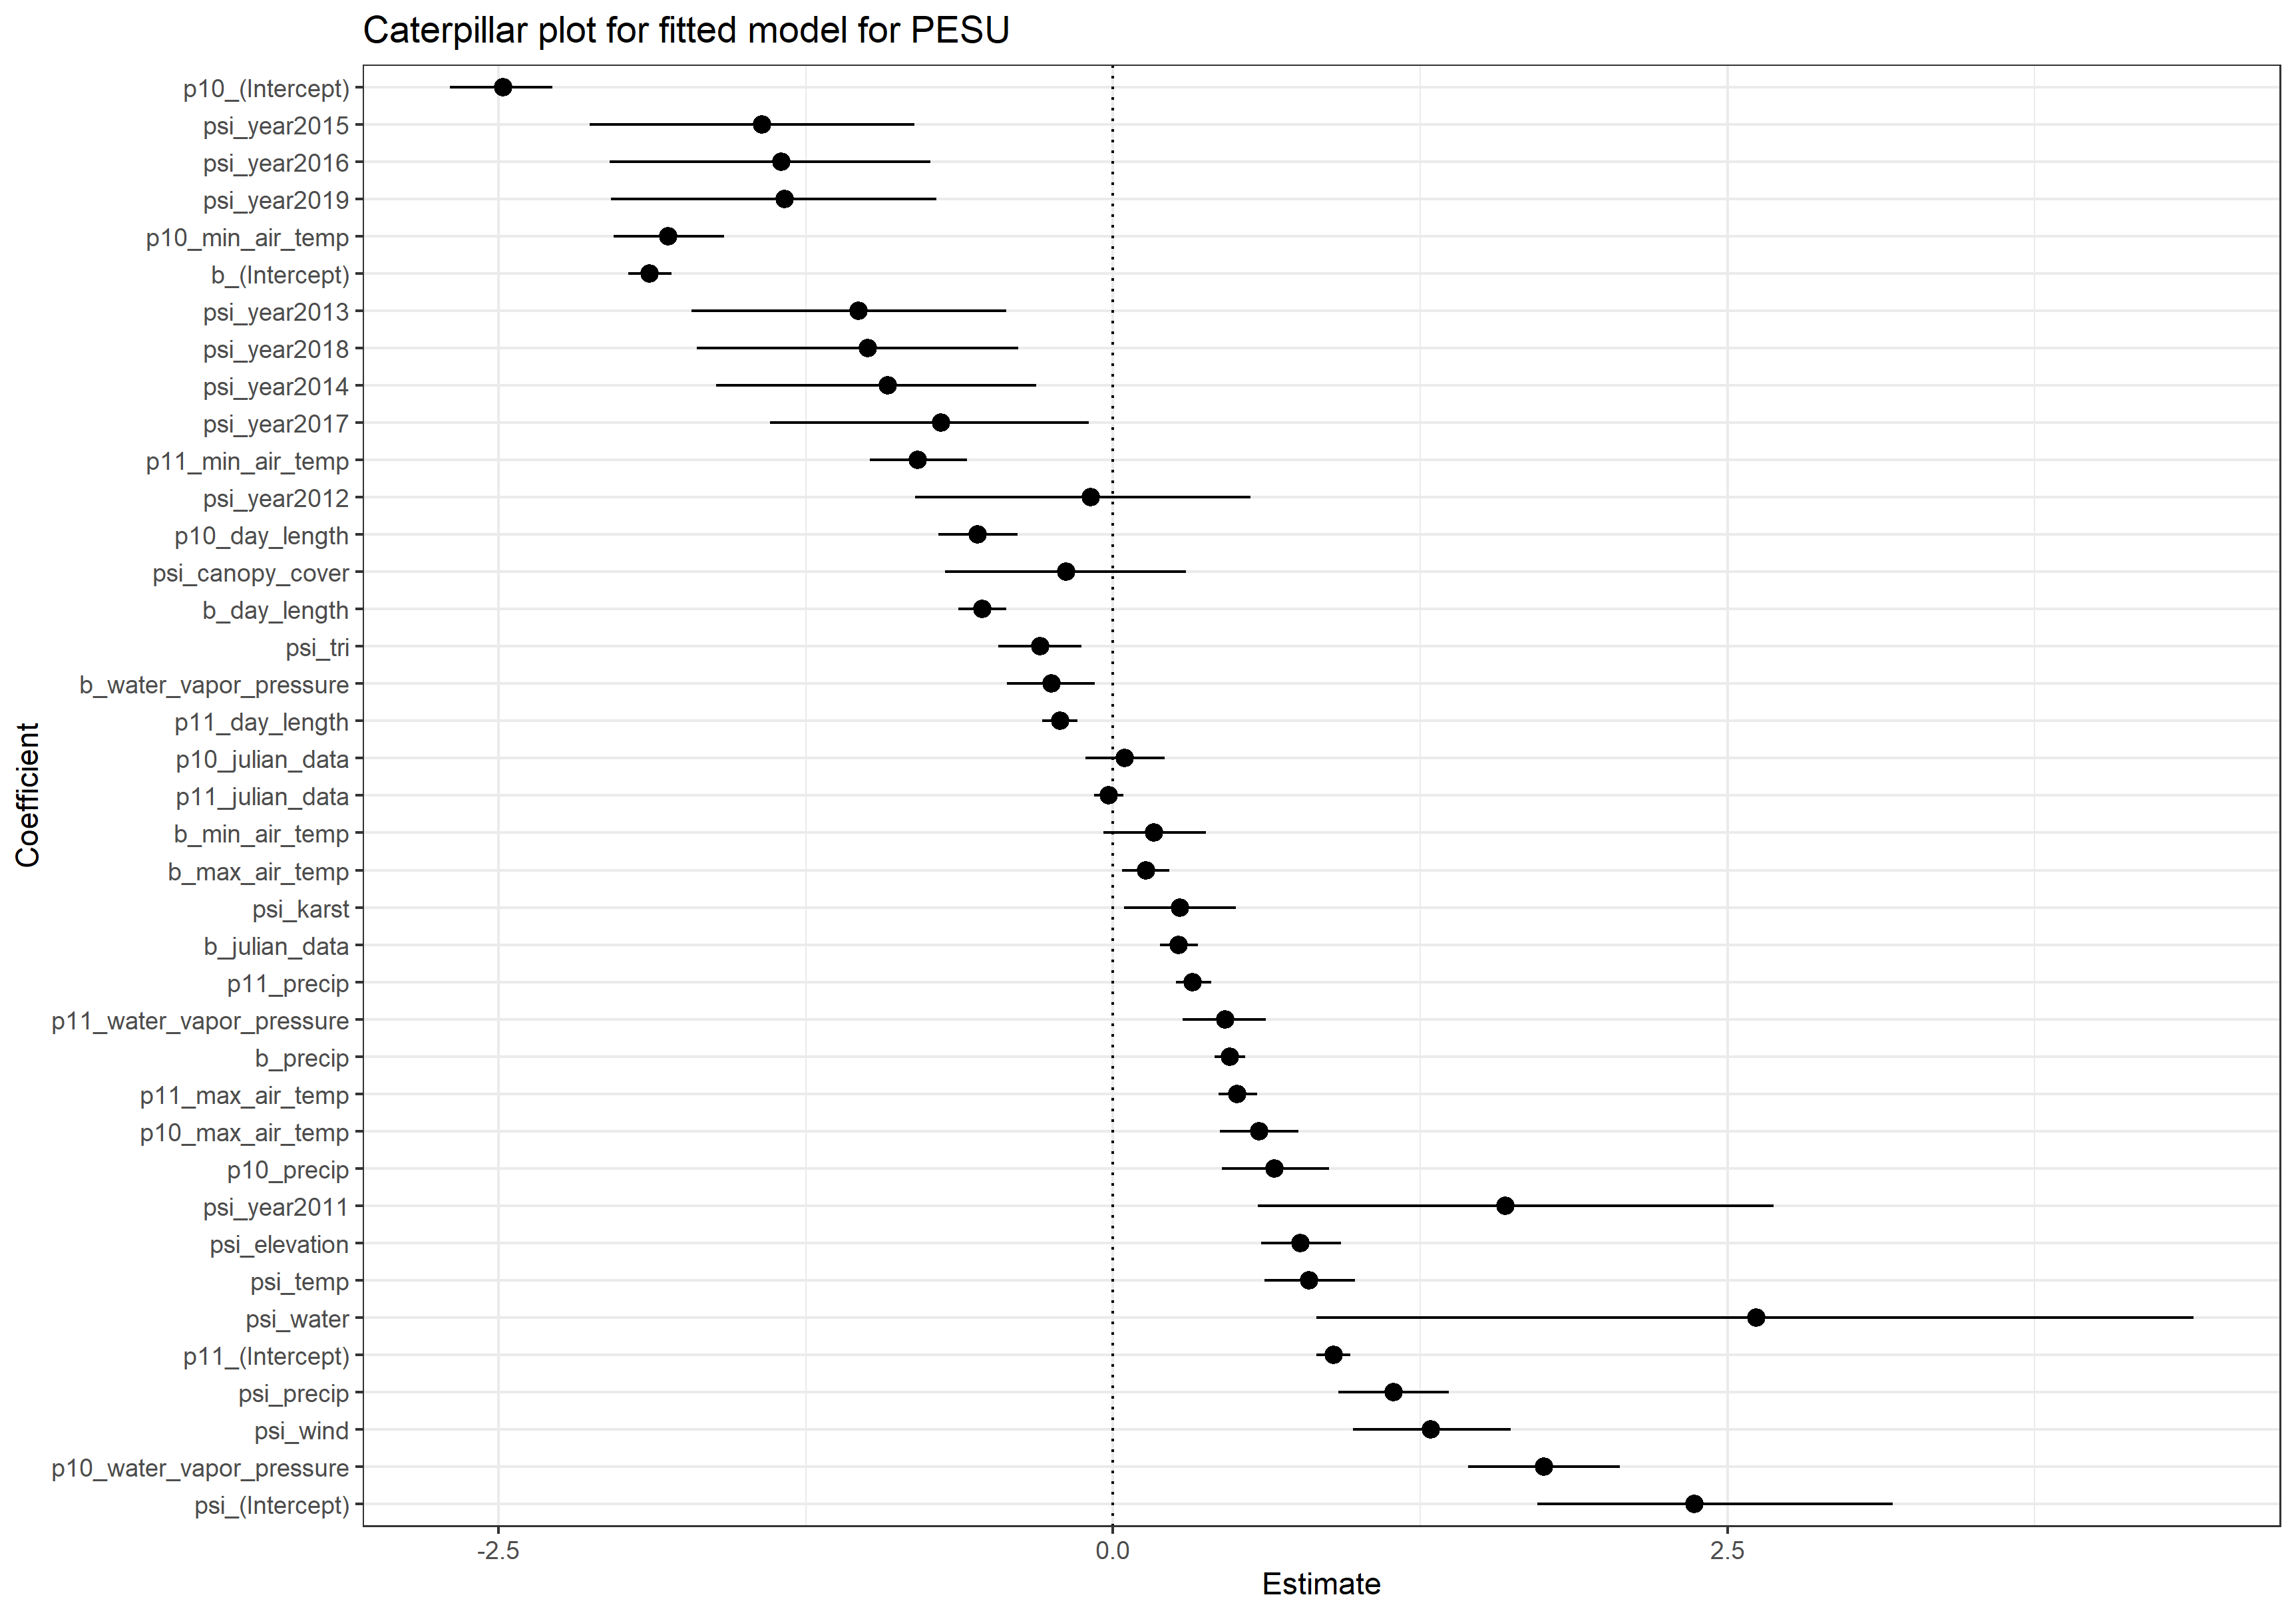 Caterpillar plot for fitted model for PESU
p10_(Intercept)
psi_year2015
psi_year2016
psi_year2019
p10_min_air_temp
b_(Intercept)
psi_year2013
psi_year2018
psi_year2014
psi_year2017
p11_min_air_temp
psi_year2012
p10_day_length
psi_canopy_cover
b_day_length
psi_tri
b_water_vapor_pressure
p11_day_length
p10_julian_data
p11_julian_data
b_min_air_temp
b_max_air_temp
psi_karst
b_julian_data
p11_precip
p11_water_vapor_pressure
b_precip
p11_max_air_temp
p10_max_air_temp
p10_precip
psi_year2011
psi_elevation
psi_temp
psi_water
p11_(Intercept)
psi_precip
psi_wind
p10_water_vapor_pressure
psi_(Intercept)
Coefficient
-2.5 0.0 2.5
Estimate